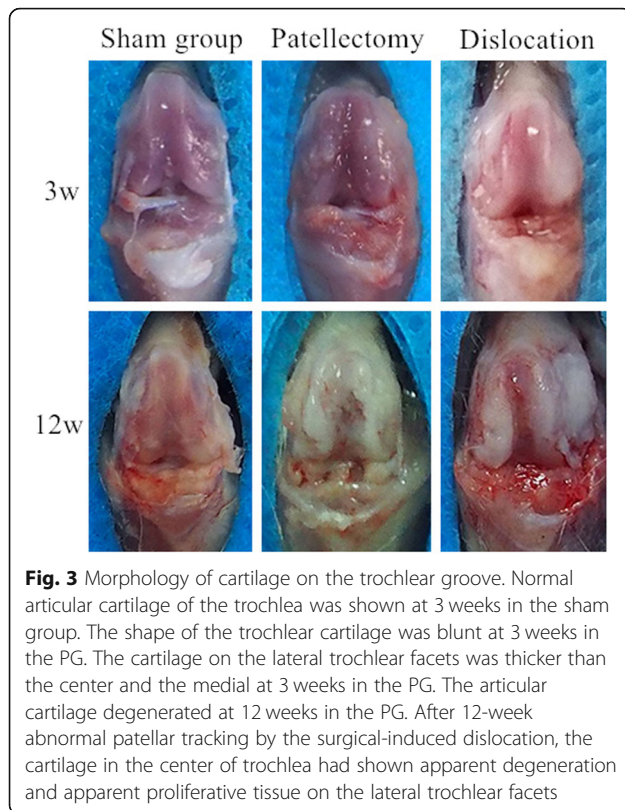 Sham group Patellectomy Dislocation
3w
12w
Fig. 3 Morphology of cartilage on the trochlear groove. Normal
articular cartilage of the trochlea was shown at 3 weeks in the sham
group. The shape of the trochlear cartilage was blunt at 3 weeks in
the PG. The cartilage on the lateral trochlear facets was thicker than
the center and the medial at 3 weeks in the PG. The articular
cartilage degenerated at 12 weeks in the PG. After 12-week
abnormal patellar tracking by the surgical-induced dislocation, the
cartilage in the center of trochlea had shown apparent degeneration
and apparent proliferative tissue on the lateral trochlear facets